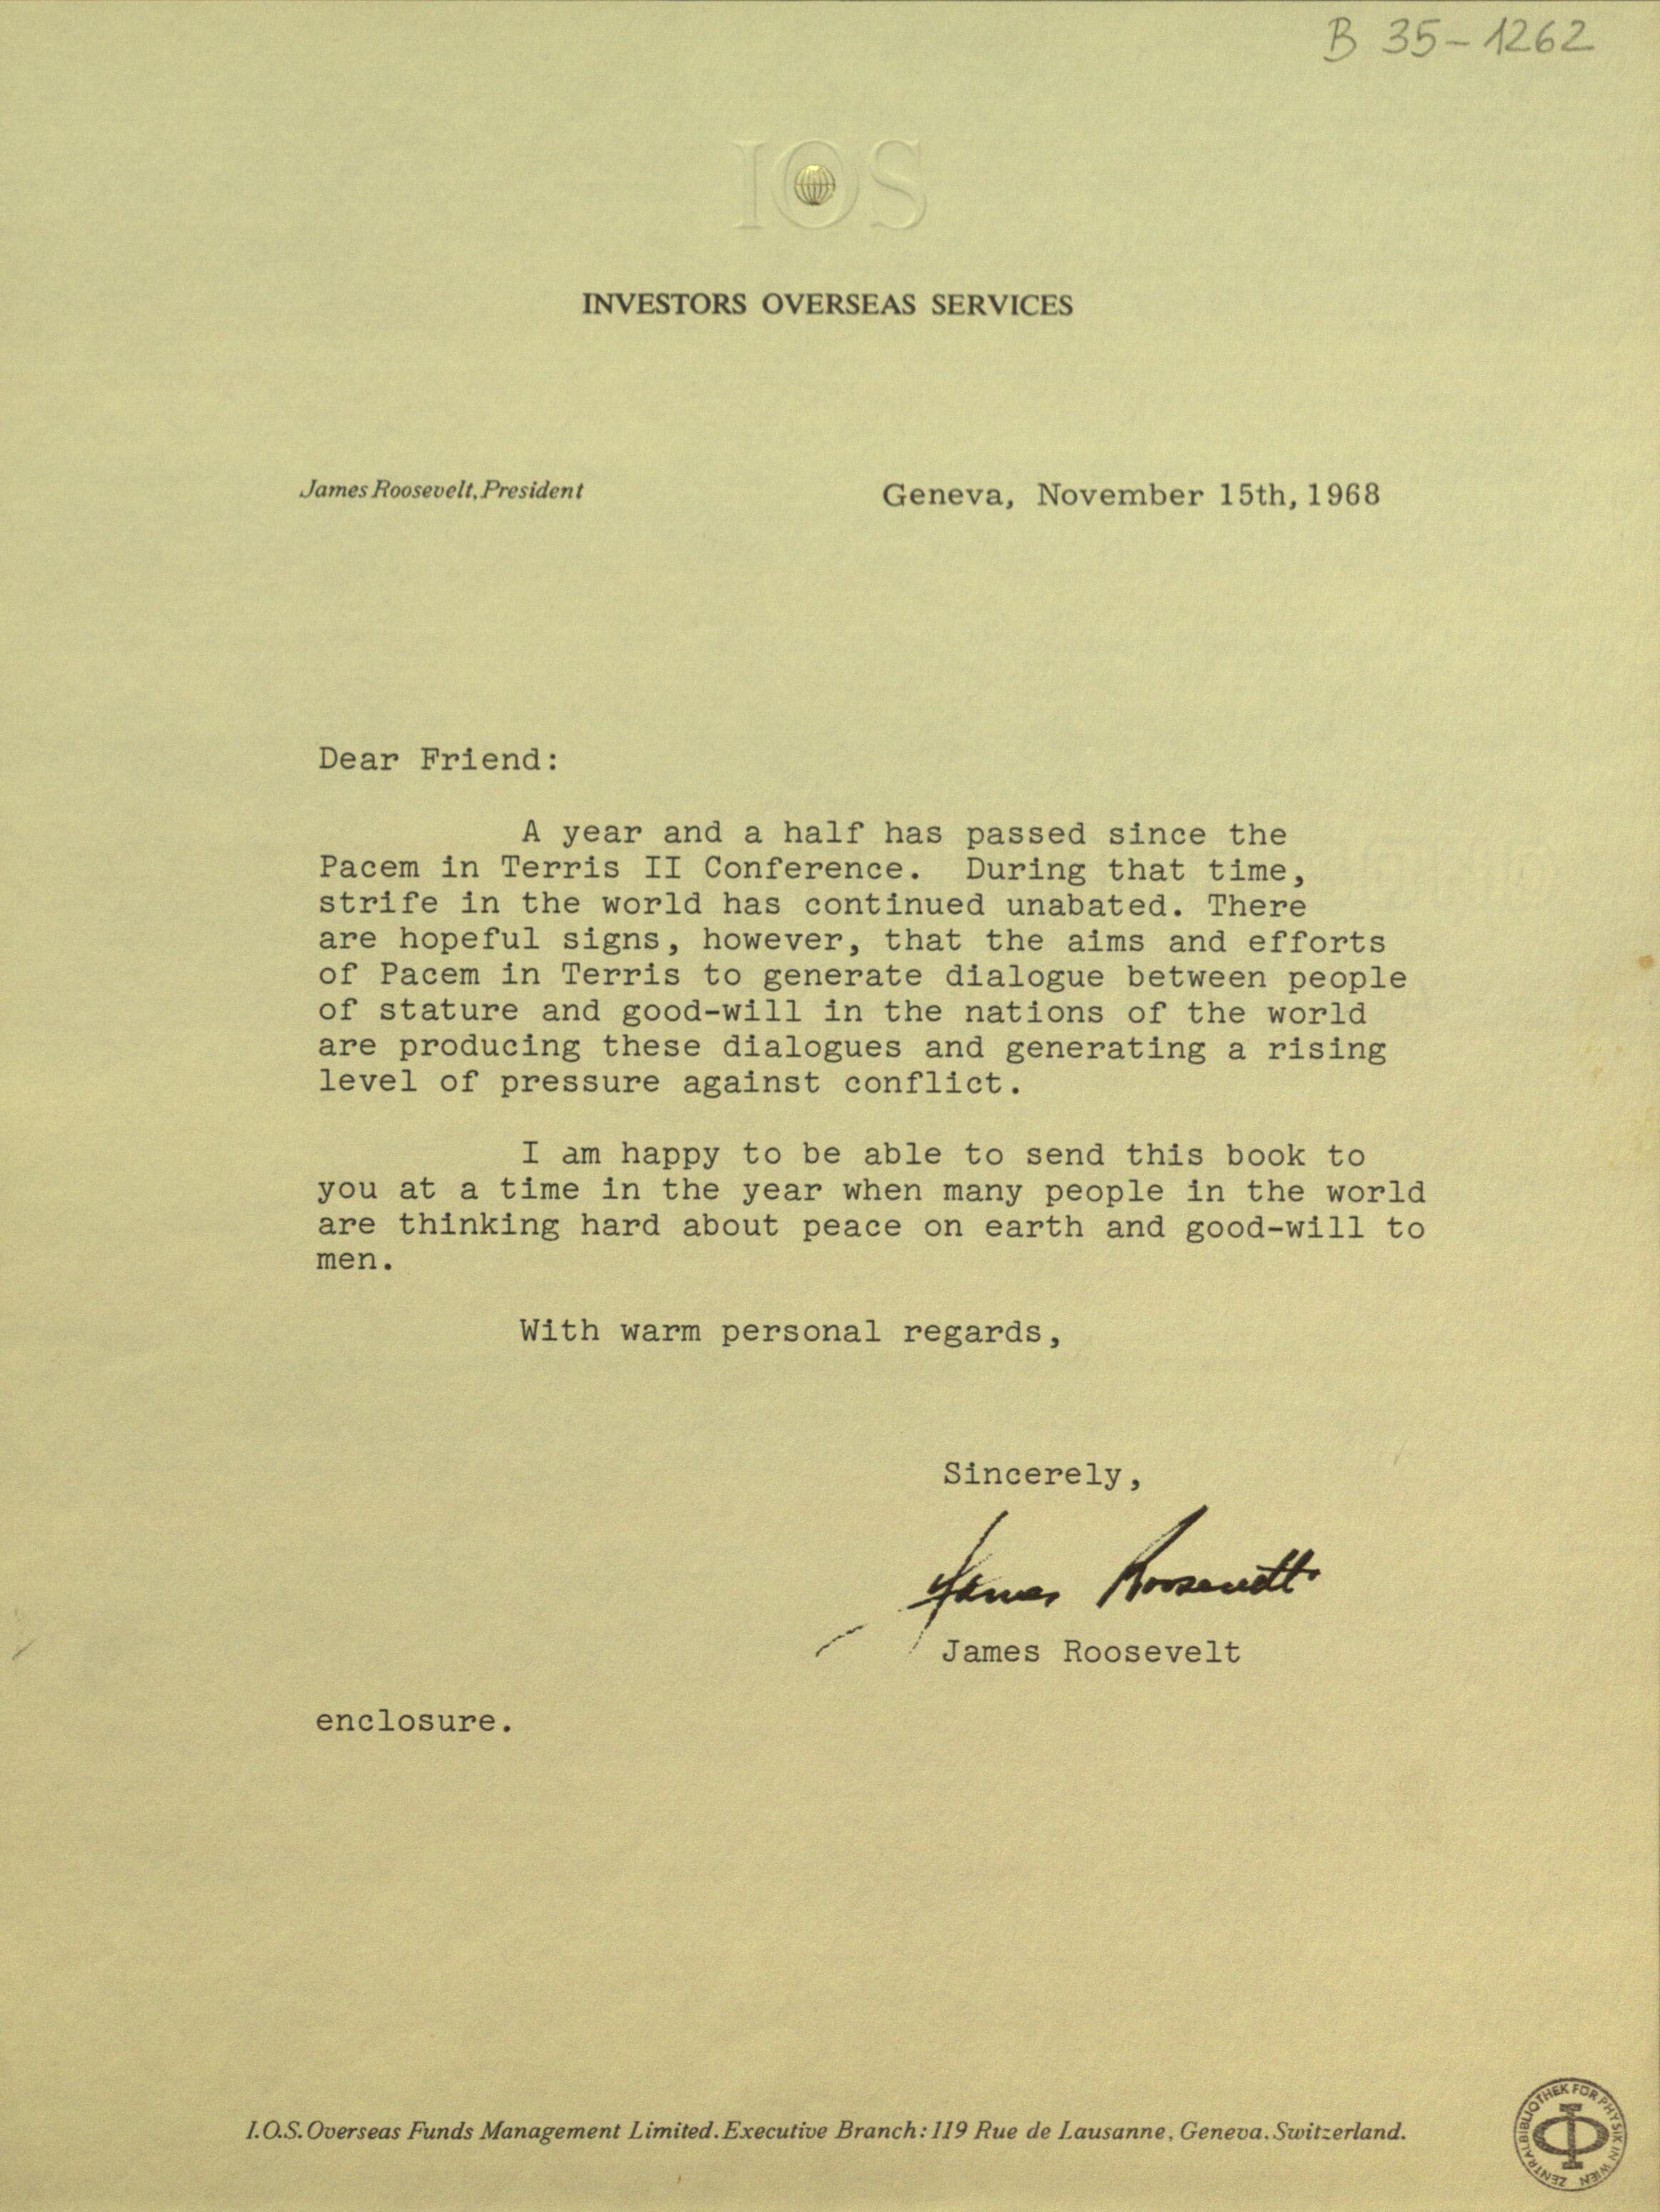 B 35-1262
IOS
INVESTORS OVERSEAS SERVICES
James Roosevelt, President
Geneva, November 15th, 1968
Dear Friend:
A year and a half has passed since the
Pacem in Terris II Conference. During that time,
strife in the world has continued unabated. There
are hopeful signs, however, that the aims and efforts
of Pacem in Terris to generate dialogue between people
of stature and good-will in the nations of the world
are producing these dialogues and generating a rising
level of pressure against conflict.
I am happy to be able to send this book to
you at a time in the year when many people in the world
are thinking hard about peace on earth and good-will to
men.
With warm personal regards,
Sincerely,
James Roosevelt
James Roosevelt
enclosure.
I.O.S. Overseas Funds Management Limited. Executive Branch: 119 Rue de Lausanne, Geneva. Switzerland.
ZENTRALBIBLIOTHEK FÜR PHYSIK IN WIEN